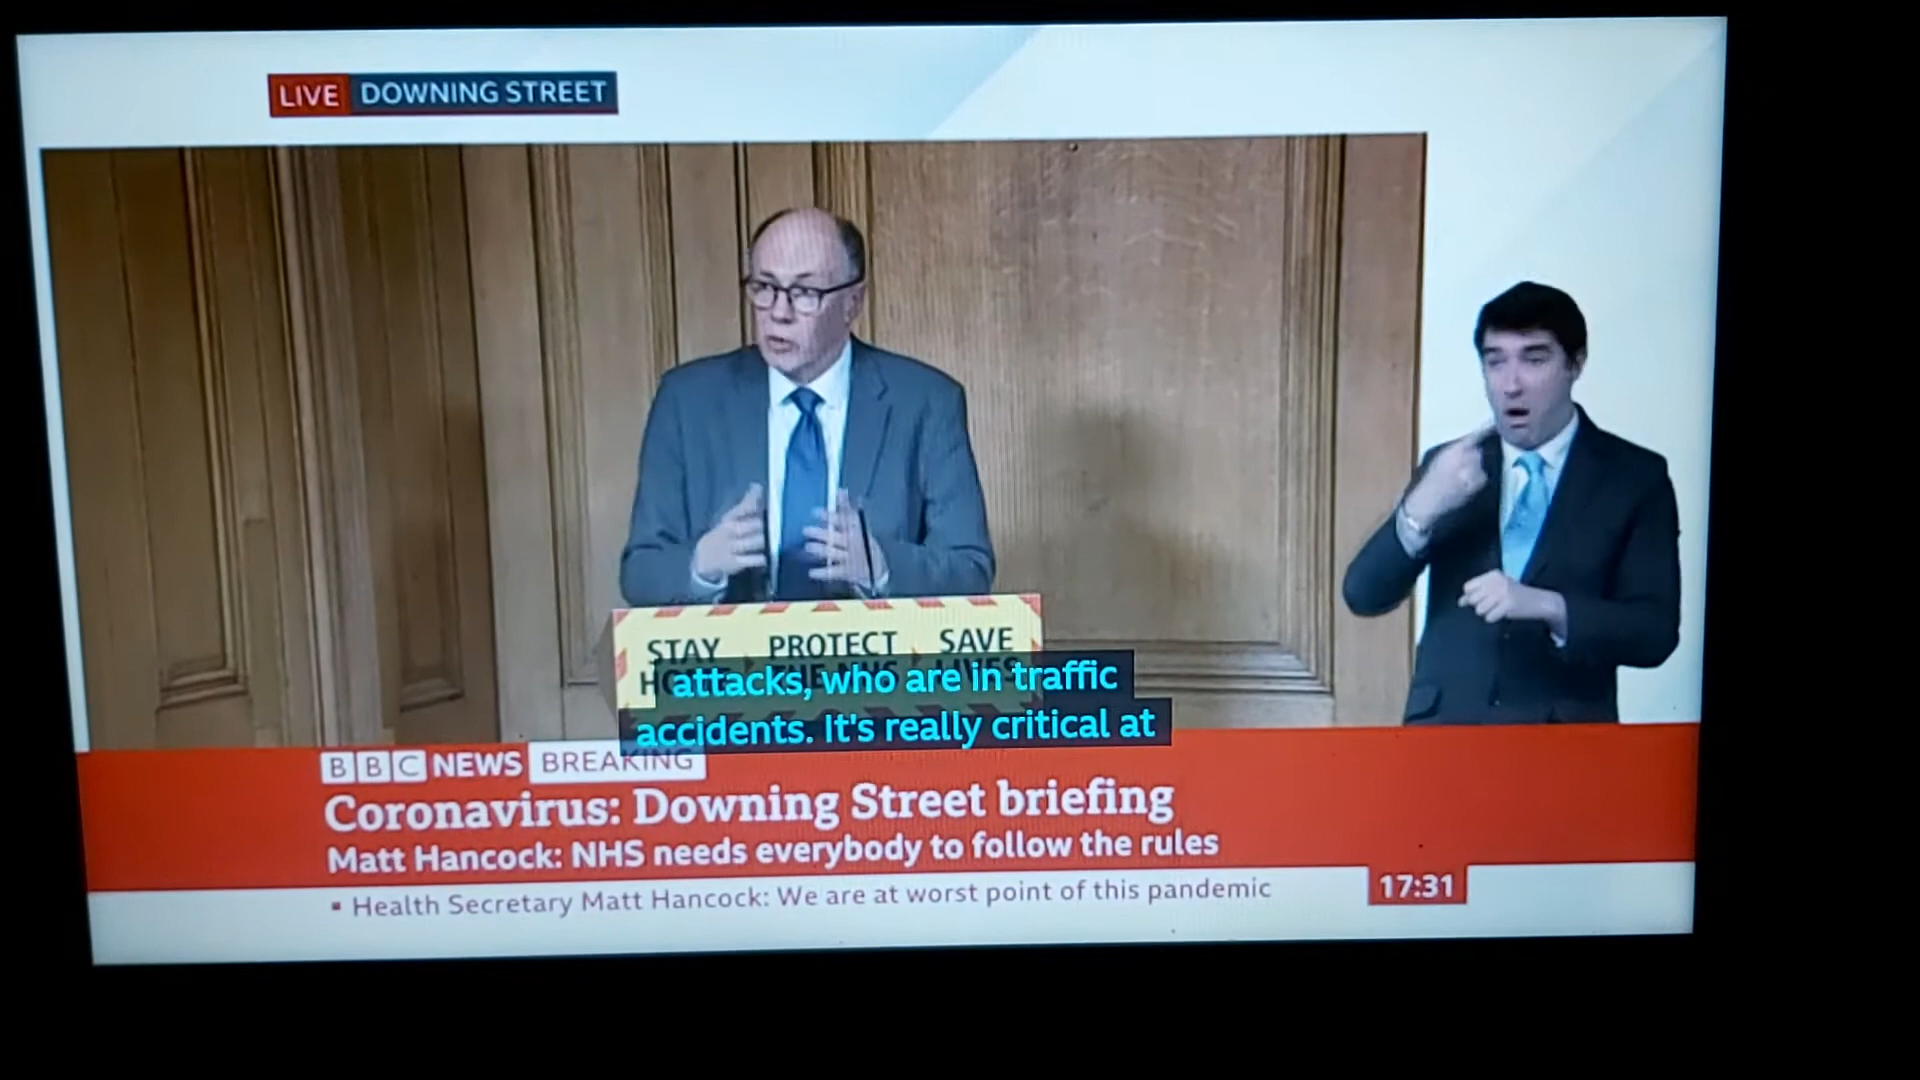 LIVE DOWNING STREET
STAY PROTECT SAVE
attacks, who are in traffic
accidents. It's really critical at
BBC NEWS BREAKING
Coronavirus: Downing Street briefing
Matt Hancock: NHS needs everybody to follow the rules
▪ Health Secretary Matt Hancock: We are at worst point of this pandemic
17:31